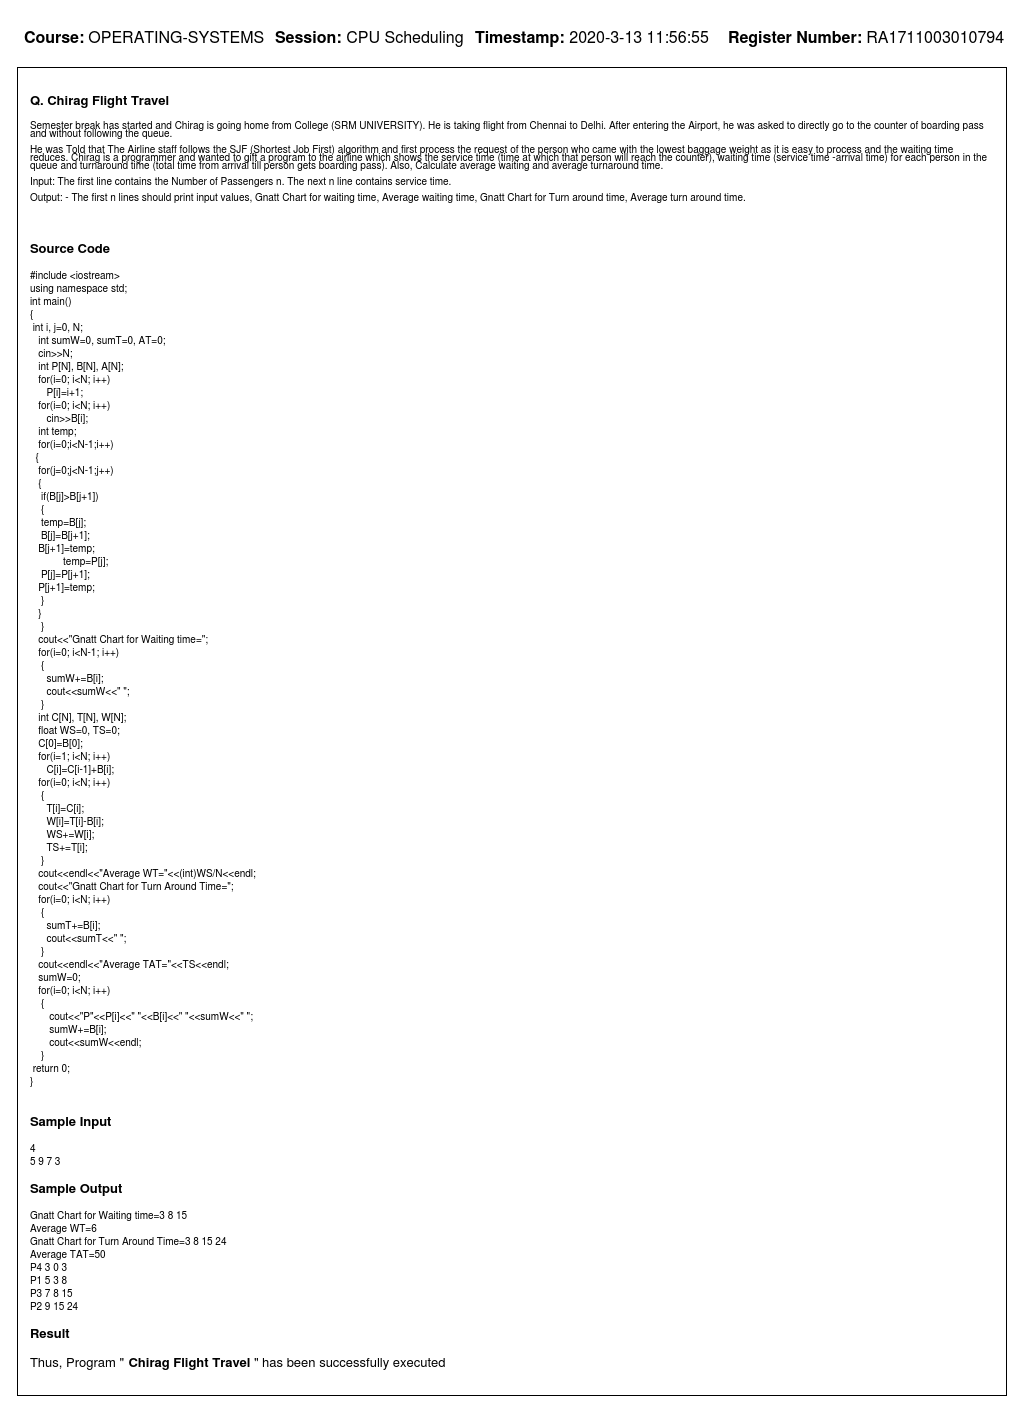 Course: OPERATING-SYSTEMS Session: CPU Scheduling Timestamp: 2020-3-13 11:56:55 Register Number: RA1711003010794
Q. Chirag Flight Travel
Semester break has started and Chirag is going home from College (SRM UNIVERSITY). He is taking flight from Chennai to Delhi. After entering the Airport, he was asked to directly go to the counter of boarding pass
and without following the queue.
He was Told that The Airline staff follows the SJF (Shortest Job First) algorithm and first process the request of the person who came with the lowest baggage weight as it is easy to process and the waiting time
reduces. Chirag is a programmer and wanted to gift a program to the airline which shows the service time (time at which that person will reach the counter), waiting time (service time -arrival time) for each person in the
queue and turnaround time (total time from arrival till person gets boarding pass). Also, Calculate average waiting and average turnaround time.
Input: The first line contains the Number of Passengers n. The next n line contains service time.
Output: - The first n lines should print input values, Gnatt Chart for waiting time, Average waiting time, Gnatt Chart for Turn around time, Average turn around time.
Source Code
#include <iostream>
using namespace std;
int main()
{
int i, j=0, N;
int sumW=0, sumT=0, AT=0;
cin>>N;
int P[N], B[N], A[N];
for(i=0; i<N; i++)
P[i]=i+1;
for(i=0; i<N; i++)
cin>>B[i];
int temp;
for(i=0;i<N-1;i++)
{
for(j=0;j<N-1;j++)
{
if(B[j]>B[j+1])
{
temp=B[j];
B[j]=B[j+1];
B[j+1]=temp;
temp=P[j];
P[j]=P[j+1];
P[j+1]=temp;
}
}
}
cout<<"Gnatt Chart for Waiting time=";
for(i=0; i<N-1; i++)
{
sumW+=B[i];
cout<<sumW<<" ";
}
int C[N], T[N], W[N];
float WS=0, TS=0;
C[0]=B[0];
for(i=1; i<N; i++)
C[i]=C[i-1]+B[i];
for(i=0; i<N; i++)
{
T[i]=C[i];
W[i]=T[i]-B[i];
WS+=W[i];
TS+=T[i];
}
cout<<endl<<"Average WT="<<(int)WS/N<<endl;
cout<<"Gnatt Chart for Turn Around Time=";
for(i=0; i<N; i++)
{
sumT+=B[i];
cout<<sumT<<" ";
}
cout<<endl<<"Average TAT="<<TS<<endl;
sumW=0;
for(i=0; i<N; i++)
{
cout<<"P"<<P[i]<<" "<<B[i]<<" "<<sumW<<" ";
sumW+=B[i];
cout<<sumW<<endl;
}
return 0;
}
Sample Input
4
5 9 7 3
Sample Output
Gnatt Chart for Waiting time=3 8 15
Average WT=6
Gnatt Chart for Turn Around Time=3 8 15 24
Average TAT=50
P4 3 0 3
P1 5 3 8
P3 7 8 15
P2 9 15 24
Result
Thus, Program " Chirag Flight Travel " has been successfully executed